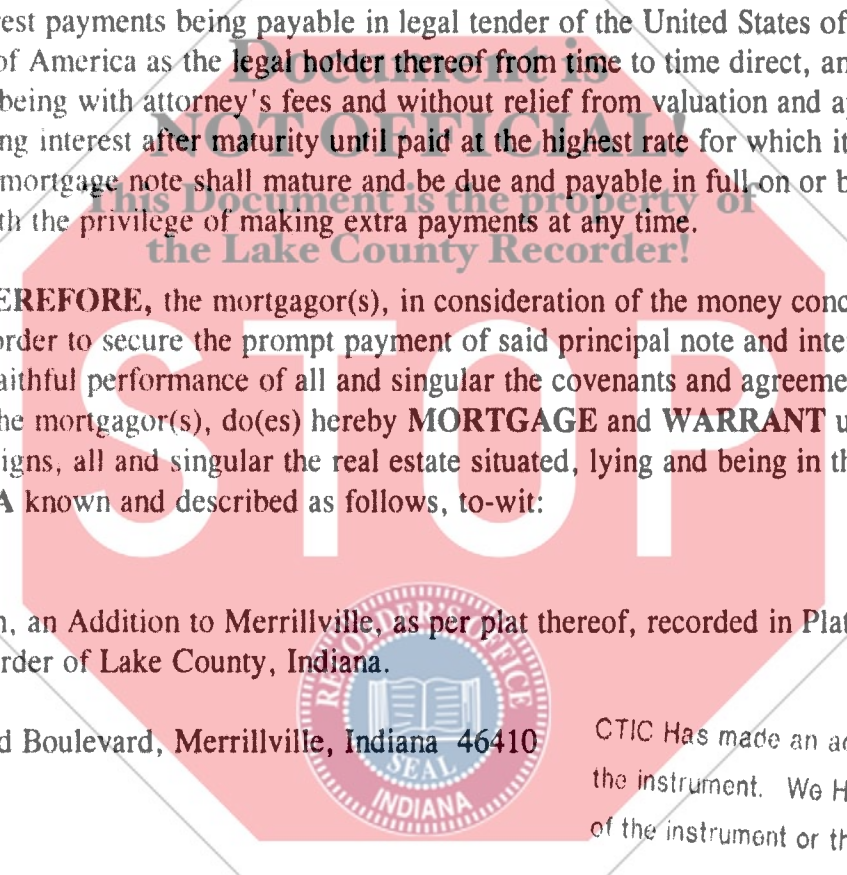 rest payments being payable in legal tender of the United States of
of America as the legal holder thereof from time to time direct, an
being with attorney's fees and without relief from valuation and a
ng interest after maturity until paid at the highest rate for which it
mortgage note shall mature and be due and payable in full on or b
th the privilege of making extra payments at any time.
Document is
NOT OFFICIAL!
This Document is the property of
the Lake County Recorder!
EREFORE, the mortgagor(s), in consideration of the money conc
order to secure the prompt payment of said principal note and inte
aithful performance of all and singular the covenants and agreeme
he mortgagor(s), do(es) hereby MORTGAGE and WARRANT u
igns, all and singular the real estate situated, lying and being in th
A known and described as follows, to-wit:
STOP
n, an Addition to Merrillville, as per plat thereof, recorded in Plat
rder of Lake County, Indiana.
d Boulevard, Merrillville, Indiana 46410
RECORDER'S OFFICE
SEAL
INDIANA
CTIC Has made an ac
the instrument. We H
of the instrument or th